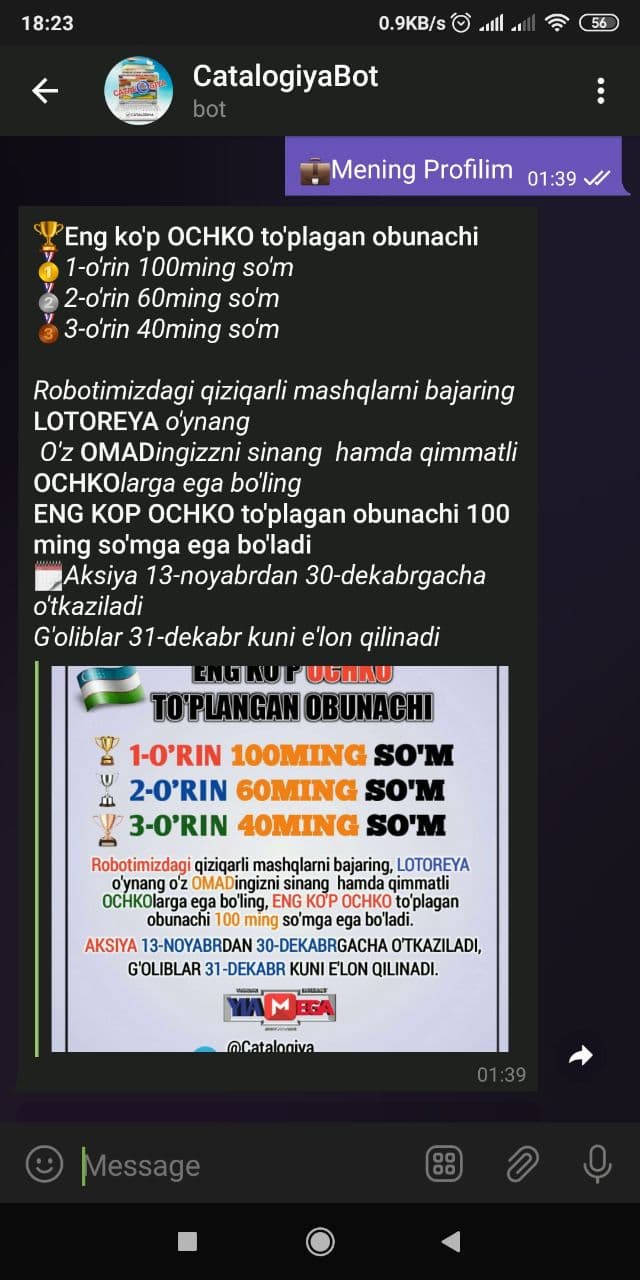 18:23
0.9KB/s
56
CatalogiyaBot
bot
💼Mening Profilim 01:39
🏆Eng ko'p OCHKO to'plagan obunachi
🥇1-o'rin 100ming so'm
🥈2-o'rin 60ming so'm
🥉3-o'rin 40ming so'm
Robotimizdagi qiziqarli mashqlarni bajaring
LOTOREYA o'ynang
O'z OMADingizzni sinang hamda qimmatli
OCHKOlarga ega bo'ling
ENG KOP OCHKO to'plagan obunachi 100
ming so'mga ega bo'ladi
🗓Aksiya 13-noyabrdan 30-dekabrgacha
o'tkaziladi
G'oliblar 31-dekabr kuni e'lon qilinadi
ENG KO'P OCHKO
TO'PLANGAN OBUNACHI
1-O'RIN 100MING SO'M
2-O'RIN 60MING SO'M
3-O'RIN 40MING SO'M
Robotimizdagi qiziqarli mashqlarni bajaring, LOTOREYA
o'ynang o'z OMADingizni sinang hamda qimmatli
OCHKOlarga ega bo'ling, ENG KO'P OCHKO to'plagan
obunachi 100 ming so'mga ega bo'ladi.
AKSIYA 13-NOYABRDAN 30-DEKABRGACHA O'TKAZILADI,
G'OLIBLAR 31-DEKABR KUNI E'LON QILINADI.
MEGA
@Catalogiya
01:39
Message